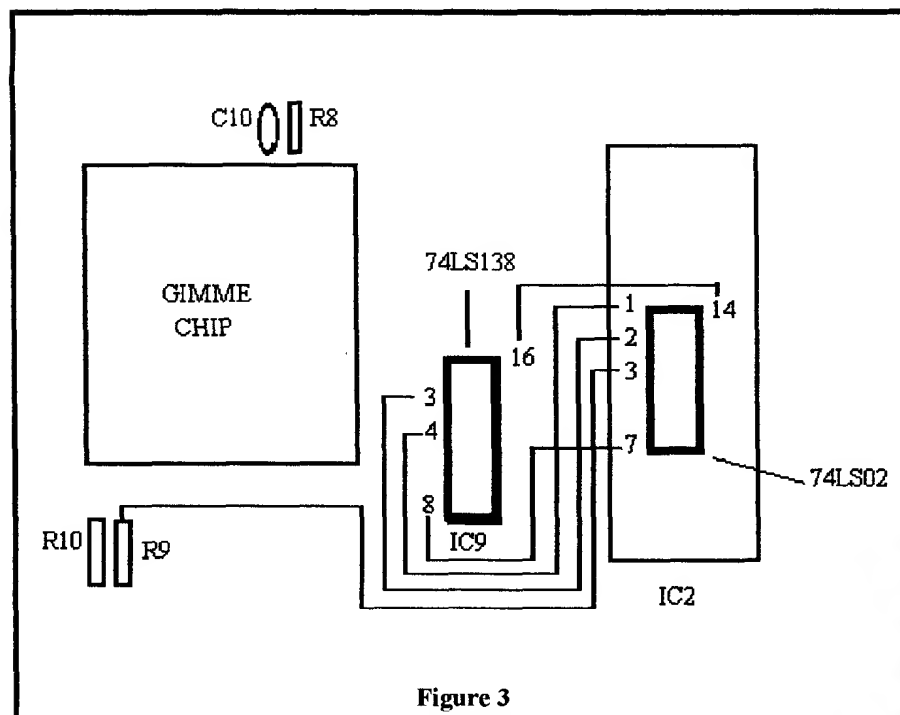 C10
R8
GIMME
CHIP
74LS138
16
14
1
2
3
7
3
4
8
IC9
74LS02
R10
R9
IC2
Figure 3